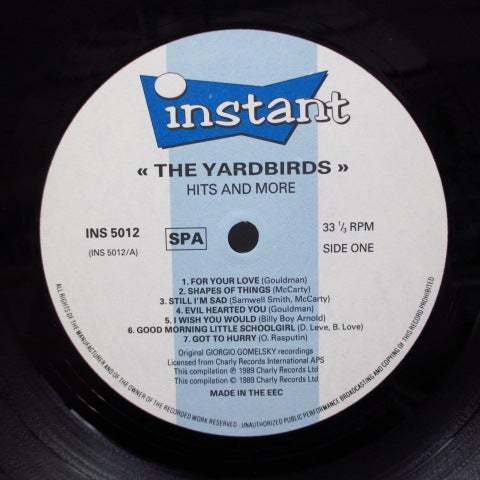 instant
« THE YARDBIRDS »
HITS AND MORE
INS 5012
(INS 5012/A)
SPA
33 1/3 RPM
SIDE ONE
1. FOR YOUR LOVE (Gouldman)
2. SHAPES OF THINGS (McCarty)
3. STILL I'M SAD (Samwell Smith, McCarty)
4. EVIL HEARTED YOU (Gouldman)
5. I WISH YOU WOULD (Billy Boy Arnold)
6. GOOD MORNING LITTLE SCHOOLGIRL (D. Leve, B. Love)
7. GOT TO HURRY (O. Rasputin)
Original GIORGIO GOMELSKY recordings
Licensed from Charly Records International APS
This compilation ℗ 1989 Charly Records Ltd
This compilation © 1989 Charly Records Ltd
MADE IN THE EEC
ALL RIGHTS OF THE MANUFACTURER AND OF THE OWNER OF THE RECORDED WORK RESERVED . UNAUTHORIZED PUBLIC PERFORMANCE BROADCASTING AND COPYING OF THIS RECORD PROHIBITED